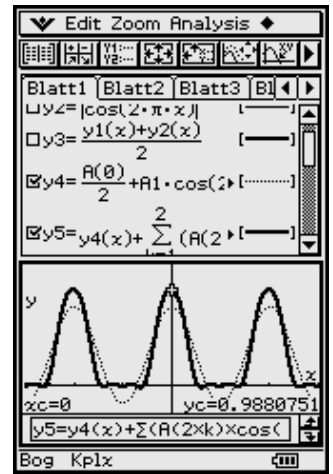 Edit Zoom Analysis ♦
Blatt1 Blatt2 Blatt3 Bl
y2=|cos(2·π·x)|
y3=y1(x)+y2(x)/2
y4=A(0)/2+A1·cos(2
y5=y4(x)+2∑k=1(A(2
y
x
xc=0 yc=0.9880751
y5=y4(x)+Σ(A(2×k)×cos(
Bog Kplx